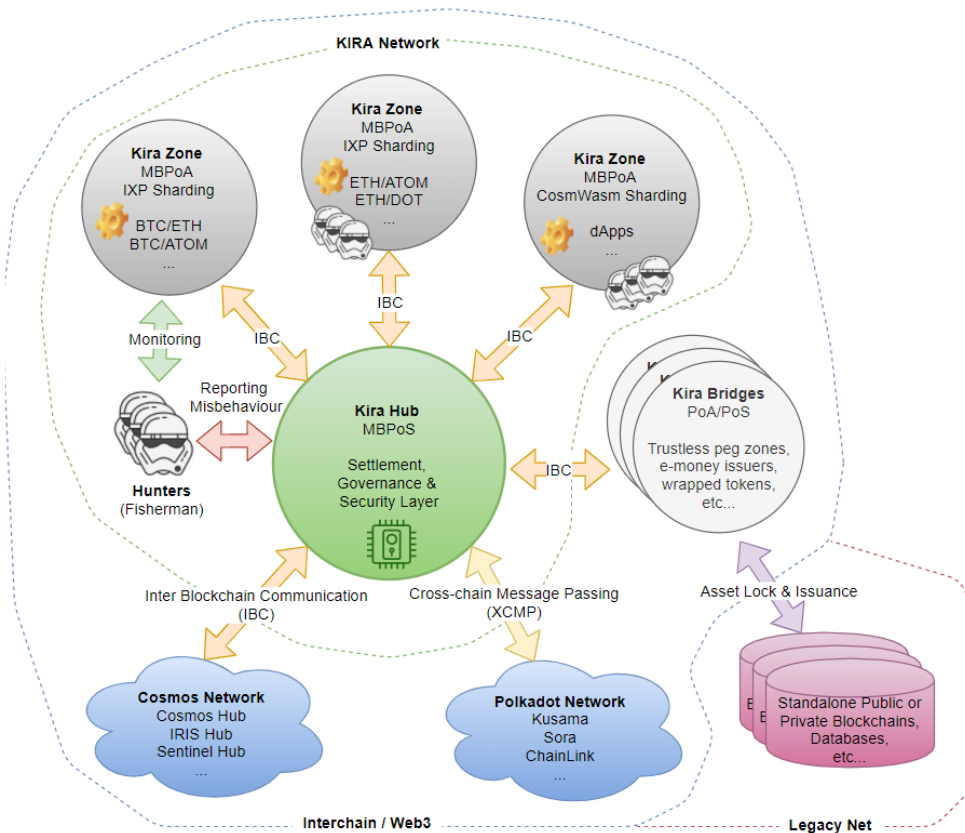 KIRA Network
Kira Zone
MBPoA
IXP Sharding
ETH/ATOM
ETH/DOT
...
Kira Zone
MBPoA
IXP Sharding
BTC/ETH
BTC/ATOM
...
Kira Zone
MBPoA
CosmWasm Sharding
dApps
...
IBC
IBC
IBC
Monitoring
Reporting
Misbehaviour
Hunters
(Fisherman)
Kira Hub
MBPoS
Settlement,
Governance &
Security Layer
IBC
Kira Bridges
PoA/PoS
Trustless peg zones,
e-money issuers,
wrapped tokens,
etc...
Inter Blockchain Communication
(IBC)
Cross-chain Message Passing
(XCMP)
Asset Lock & Issuance
Cosmos Network
Cosmos Hub
IRIS Hub
Sentinel Hub
...
Polkadot Network
Kusama
Sora
ChainLink
...
Standalone Public or
Private Blockchains,
Databases,
etc...
Interchain / Web3
Legacy Net